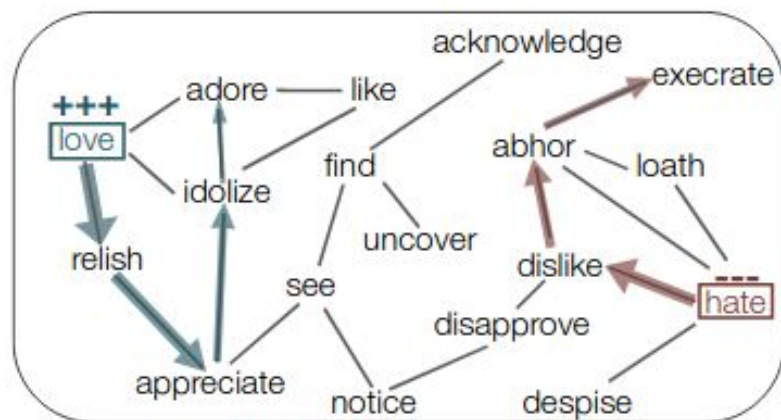 acknowledge
execrate
adore
like
+++
love
abhor
loath
find
idolize
uncover
relish
dislike
---
hate
see
disapprove
appreciate
notice
despise